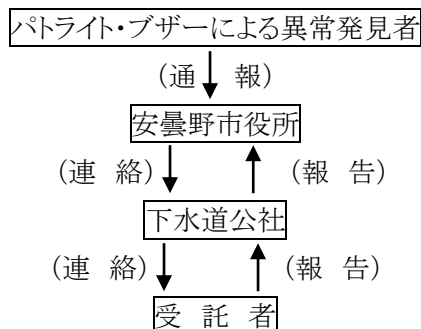 パトライト・ブザーによる異常発見者
(通 報)
安曇野市役所
(連 絡) (報 告)
下水道公社
(連 絡) (報 告)
受 託 者